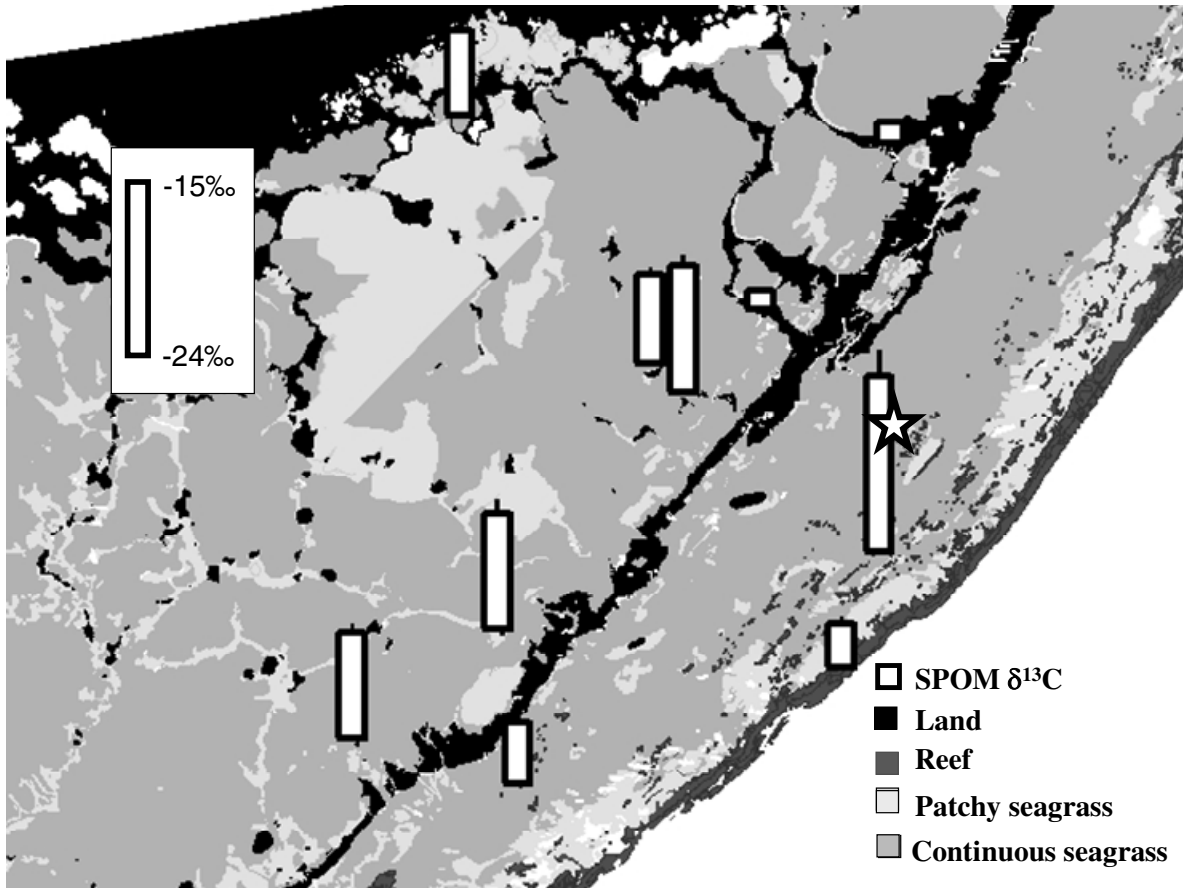 -15‰
-24‰
SPOM δ¹³C
Land
Reef
Patchy seagrass
Continuous seagrass